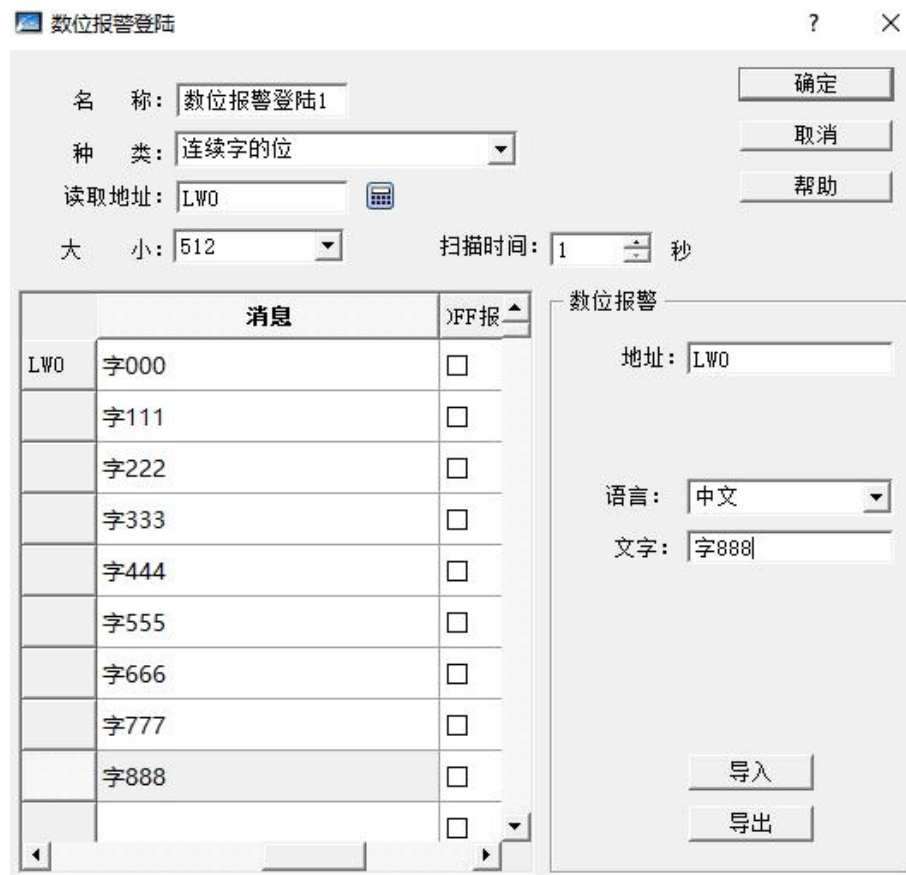 数位报警登陆 ?
名 称: 数位报警登陆1 确定
种 类: 连续字的位 取消
读取地址: LW0 帮助
大 小: 512 扫描时间: 1 秒
消息 OFF报
数位报警
LW0 字000
地址: LW0
字111
字222
字333
语言: 中文
文字: 字888
字444
字555
字666
字777
字888
导入
导出